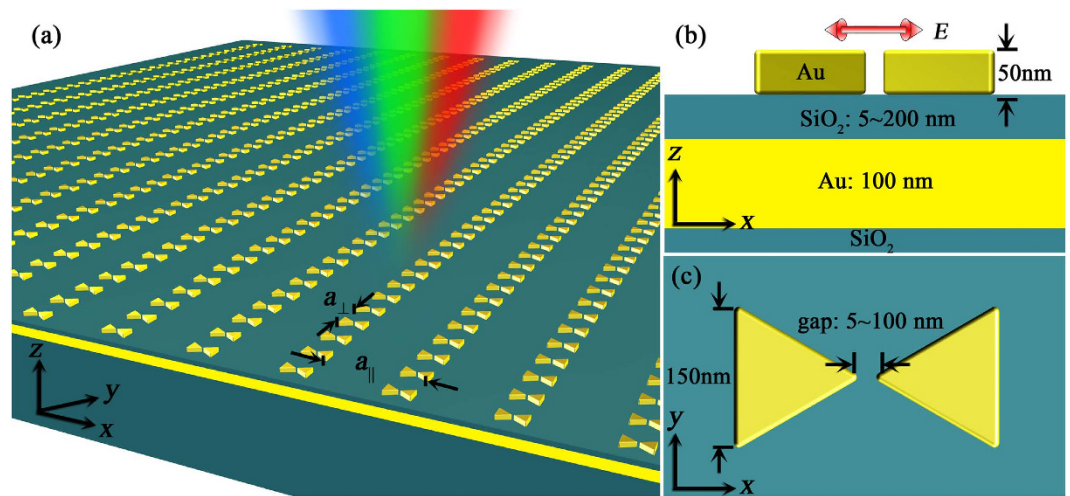 (a)
a⊥
a∥
z
y
x
(b)
E
Au
50nm
SiO₂: 5~200 nm
z
Au: 100 nm
x
SiO₂
(c)
gap: 5~100 nm
150nm
y
x